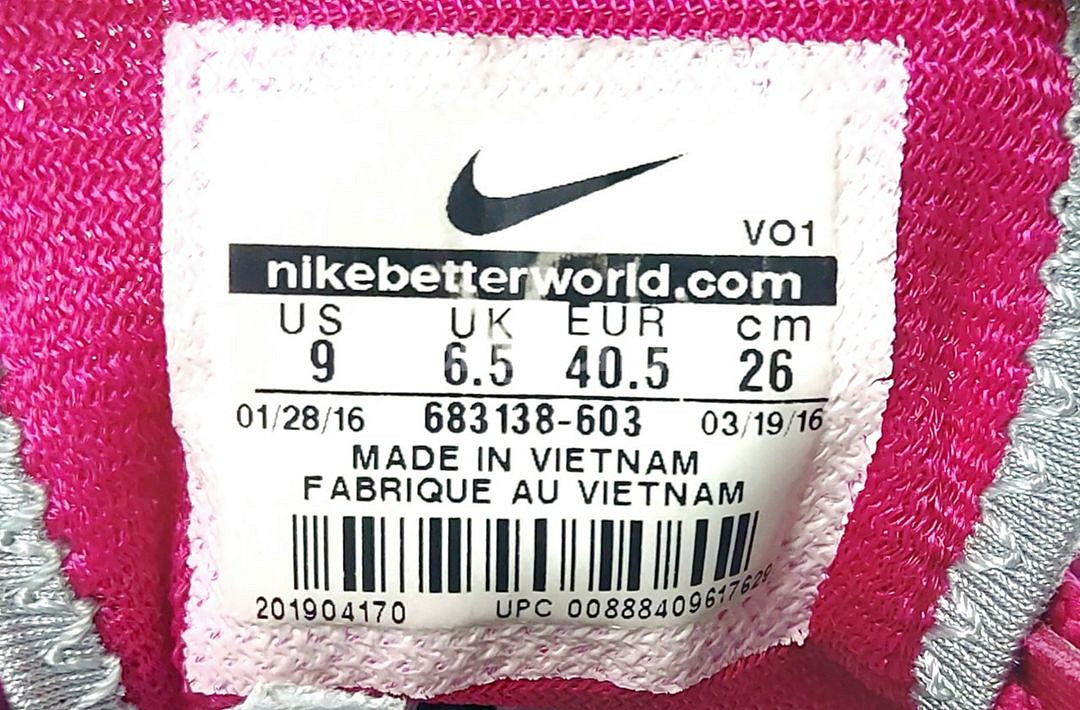 VO1
nikebetterworld.com
US UK EUR cm
9 6.5 40.5 26
01/28/16 683138-603 03/19/16
MADE IN VIETNAM
FABRIQUE AU VIETNAM
201904170 UPC 00888409617629